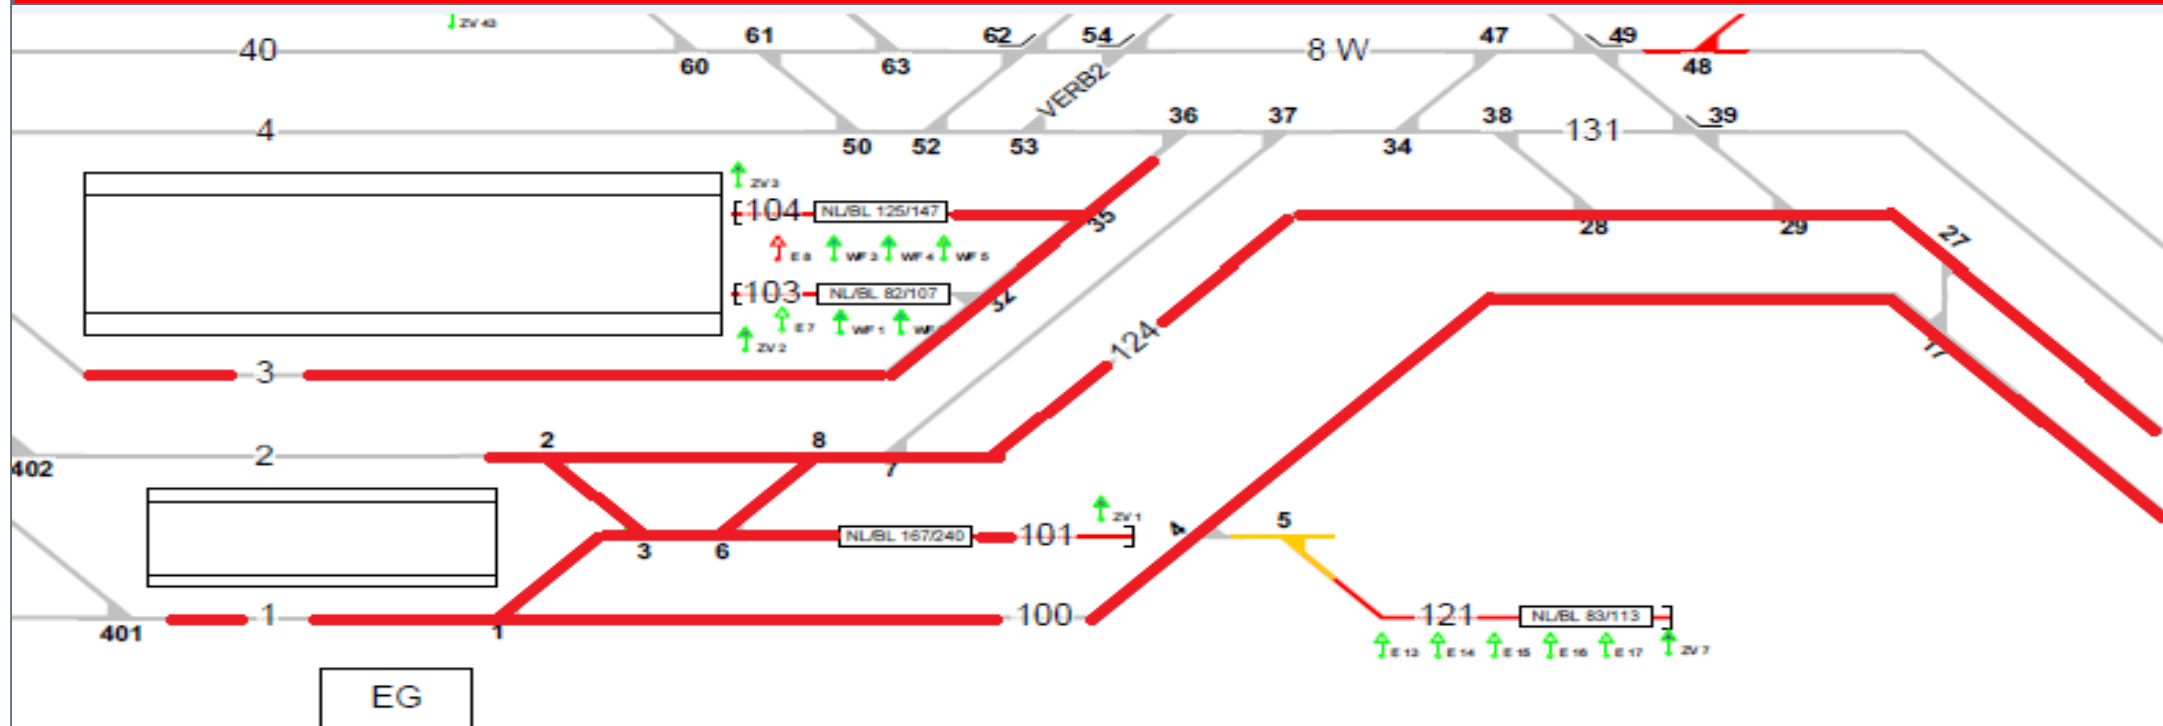 ZV 43
61 62 54 47 49
40 8 W
60 63 48
VERB2
36 37 38 39
4 131
50 52 53 34
ZV 3
104 NL/BL 125/147
35 28 29 27
E 8 WF 3 WF 4 WF 5
103 NL/BL 82/107
32
E 7 WF 1
ZV 2
124 17
3
2 8
2
402 7
ZV 1
5
4
NL/BL 167/240 101
3 6
1 100 121 NL/BL 83/113
401 1
E 13 E 14 E 15 E 16 E 17 ZV 7
EG